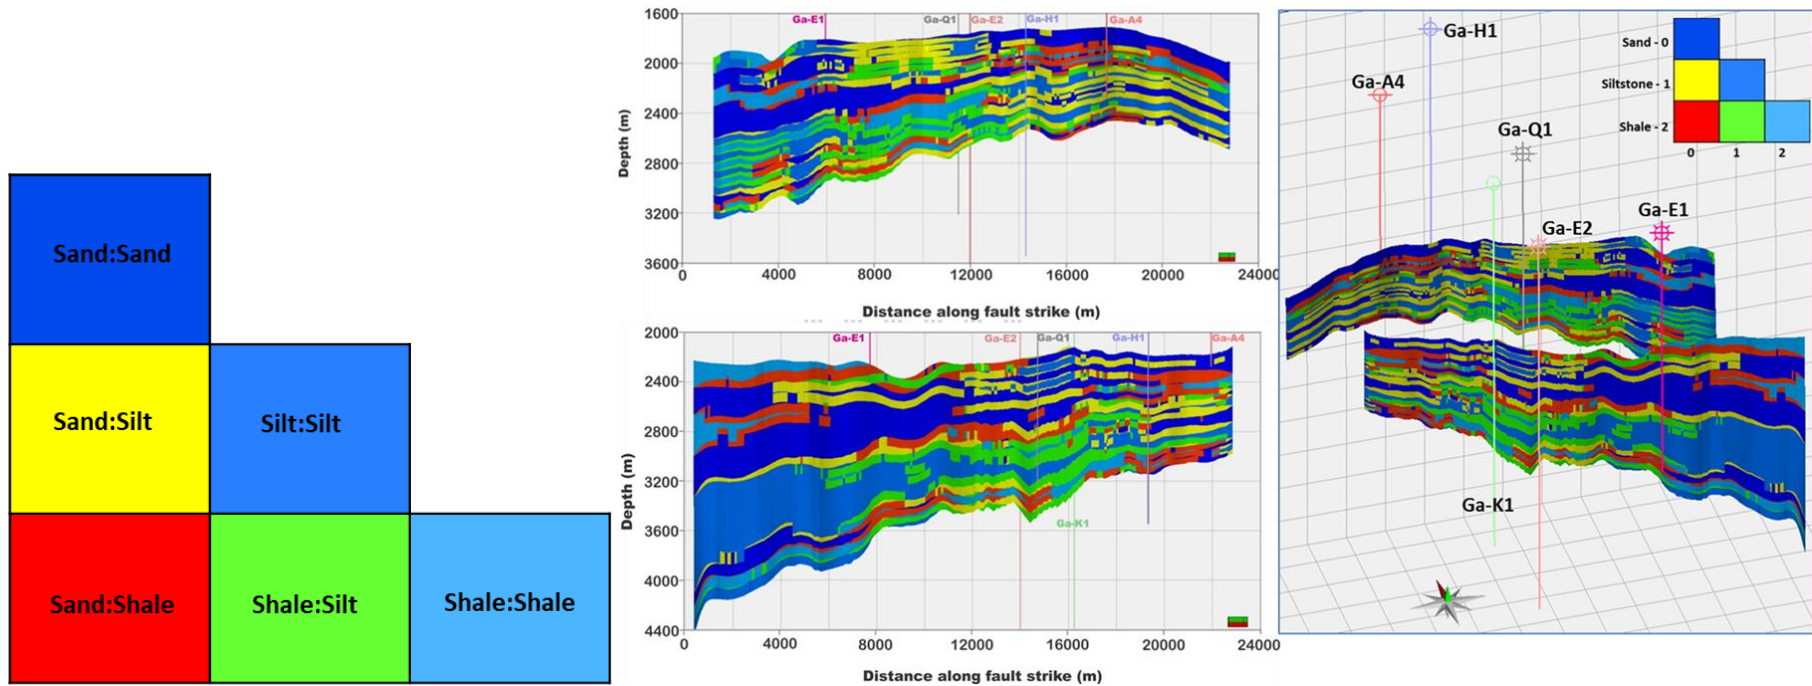 Sand:Sand
Sand:Silt
Silt:Silt
Sand:Shale
Shale:Silt
Shale:Shale
Ga-E1
Ga-Q1
Ga-E2
Ga-H1
Ga-A4
Depth (m)
1600
2000
2400
2800
3200
3600
0
4000
8000
12000
16000
20000
24000
Distance along fault strike (m)
Ga-E1
Ga-E2
Ga-Q1
Ga-H1
Ga-A4
Ga-K1
Depth (m)
2000
2400
2800
3200
3600
4000
4400
0
4000
8000
12000
16000
20000
24000
Distance along fault strike (m)
Ga-H1
Ga-A4
Ga-Q1
Ga-E2
Ga-E1
Ga-K1
Sand - 0
Siltstone - 1
Shale - 2
0
1
2